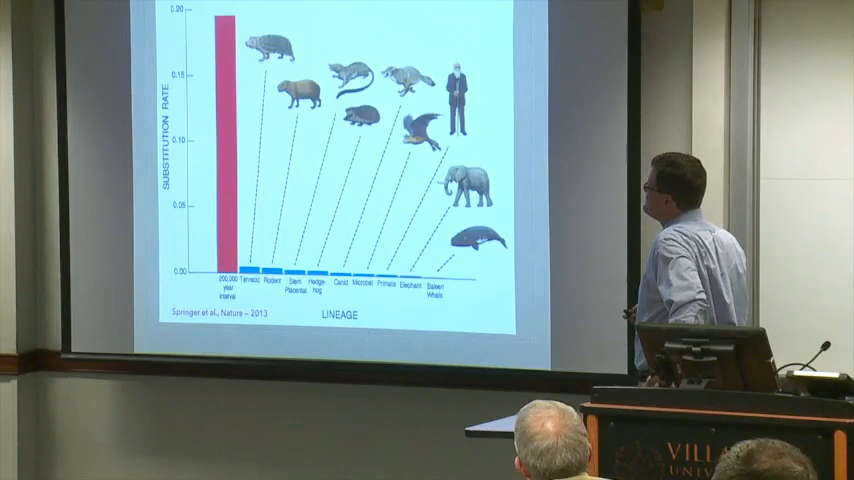 0.20
0.15
0.10
0.05
0.00
SUBSTITUTION RATE
200,000
year
interval
Tenrecid
Rodent
Stem
Placental
Hedge-
hog
Canid
Microbat
Primate
Elephant
Baleen
Whale
Springer et al., Nature – 2013
LINEAGE
VILLA
UNIV